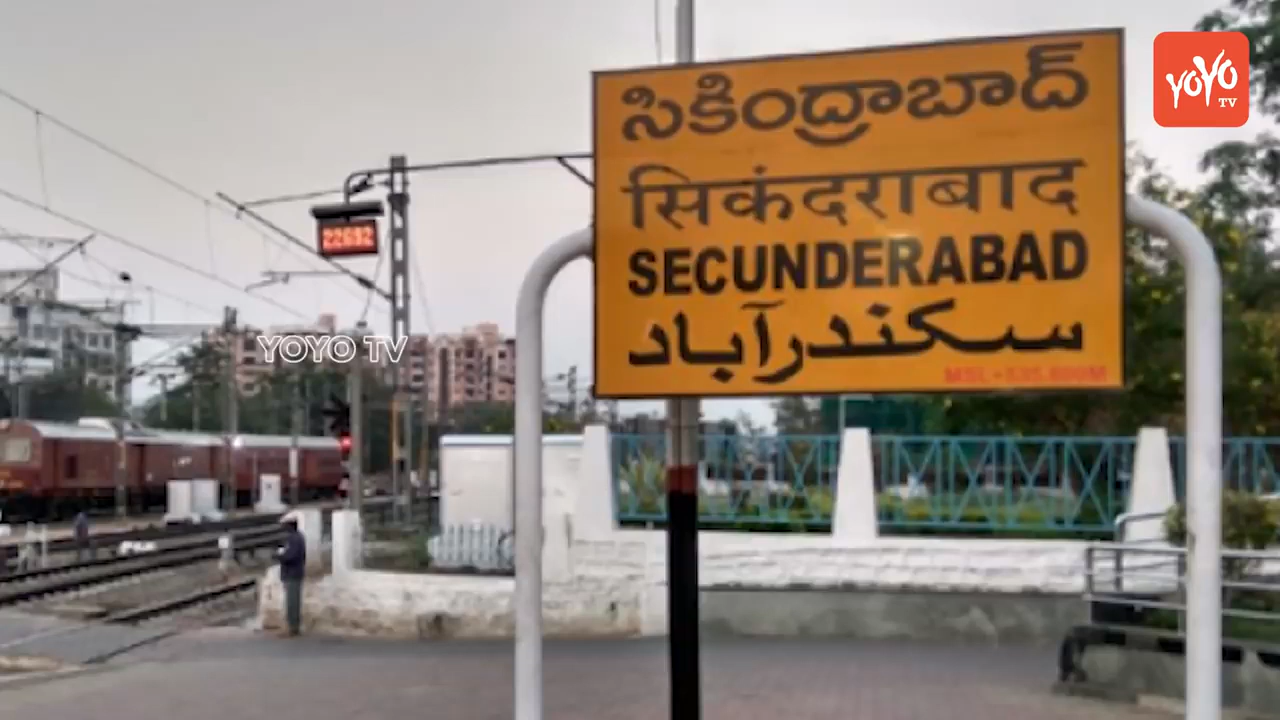 YOYO
TV
సికింద్రాబాద్
सिकंदराबाद
SECUNDERABAD
سکندرآباد
22692
YOYO TV